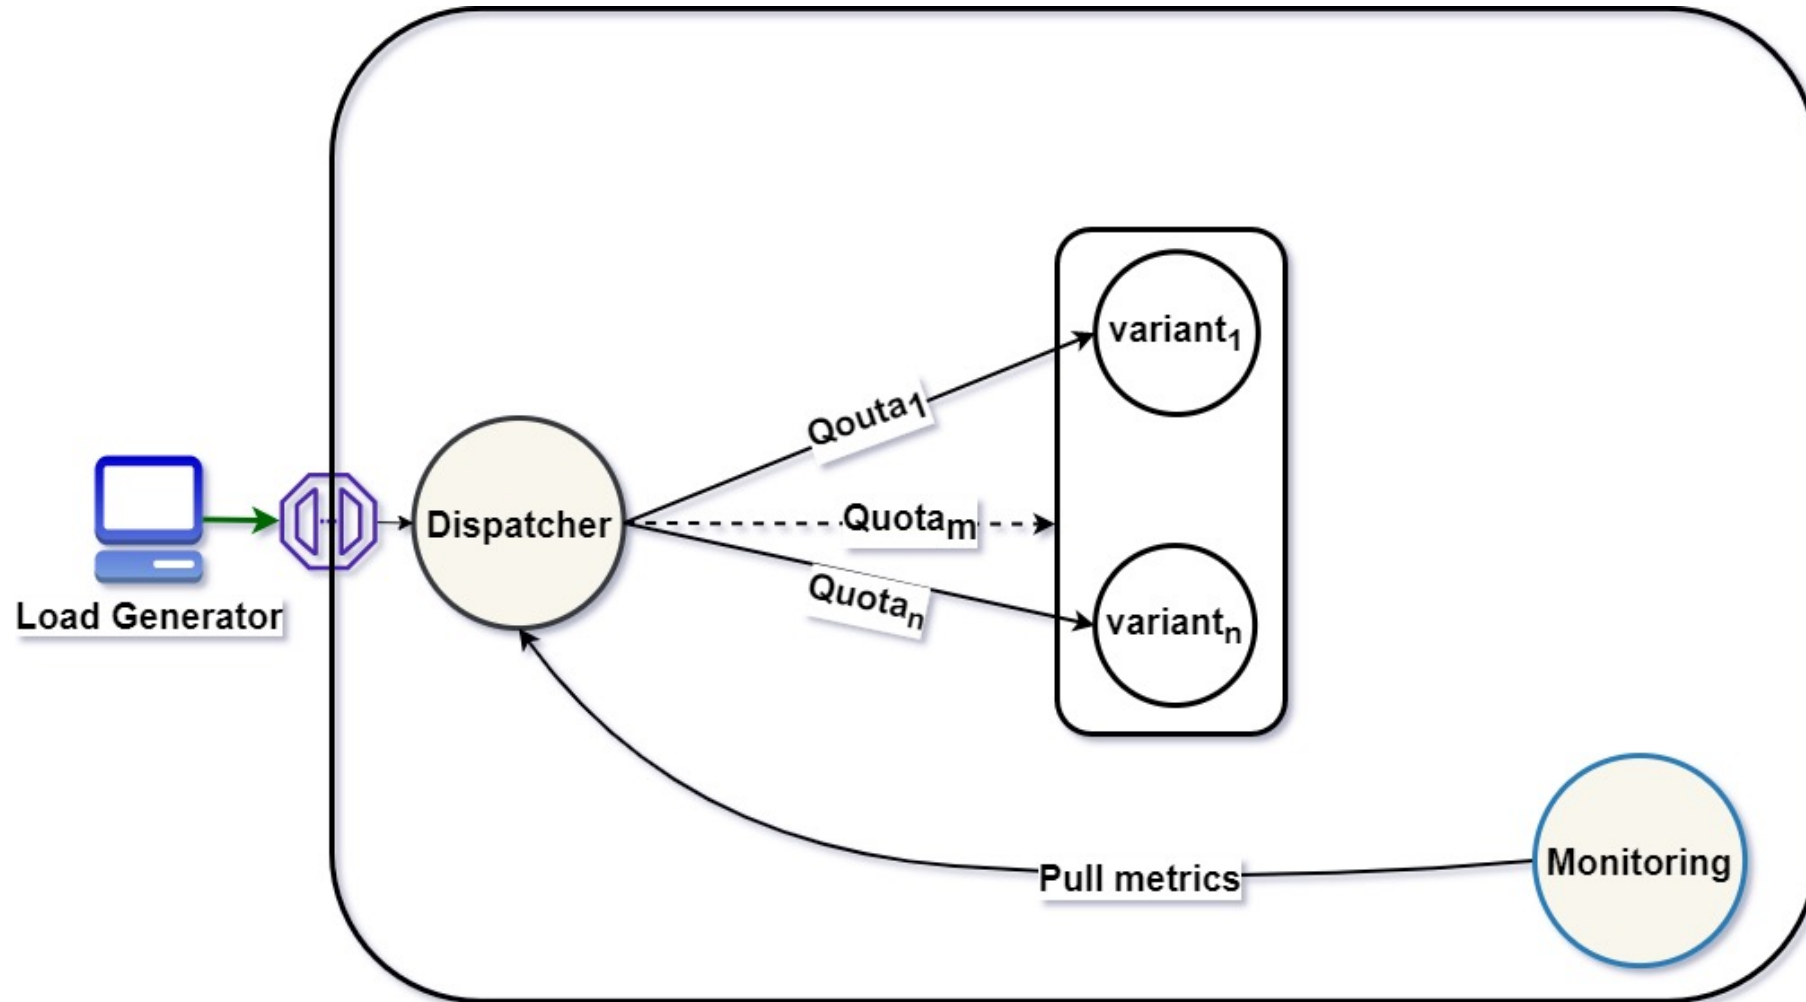 variant₁
Qouta₁
Dispatcher
Quotaₘ
Quotaₙ
variantₙ
Load Generator
Pull metrics
Monitoring